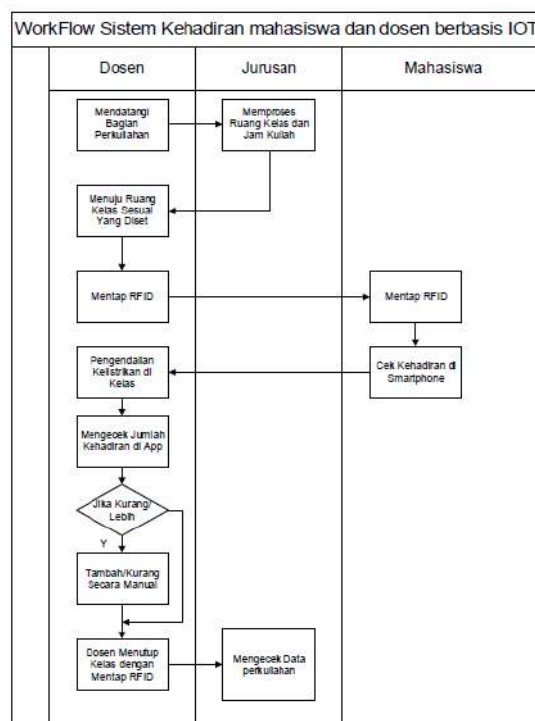 WorkFlow Sistem Kehadiran mahasiswa dan dosen berbasis IOT
Dosen
Jurusan
Mahasiswa
Mendatangi
Bagian
Perkuliahan
Memproses
Ruang Kelas dan
Jam Kuliah
Menuju Ruang
Kelas Sesuai
Yang Diset
Mentap RFID
Mentap RFID
Cek Kehadiran di
Smartphone
Pengendalian
Kelistrikan di
Kelas
Mengecek Jumlah
Kehadiran di App
Jika Kurang/
Lebih
Y
Tambah/Kurang
Secara Manual
Dosen Menutup
Kelas dengan
Mentap RFID
Mengecek Data
perkuliahan